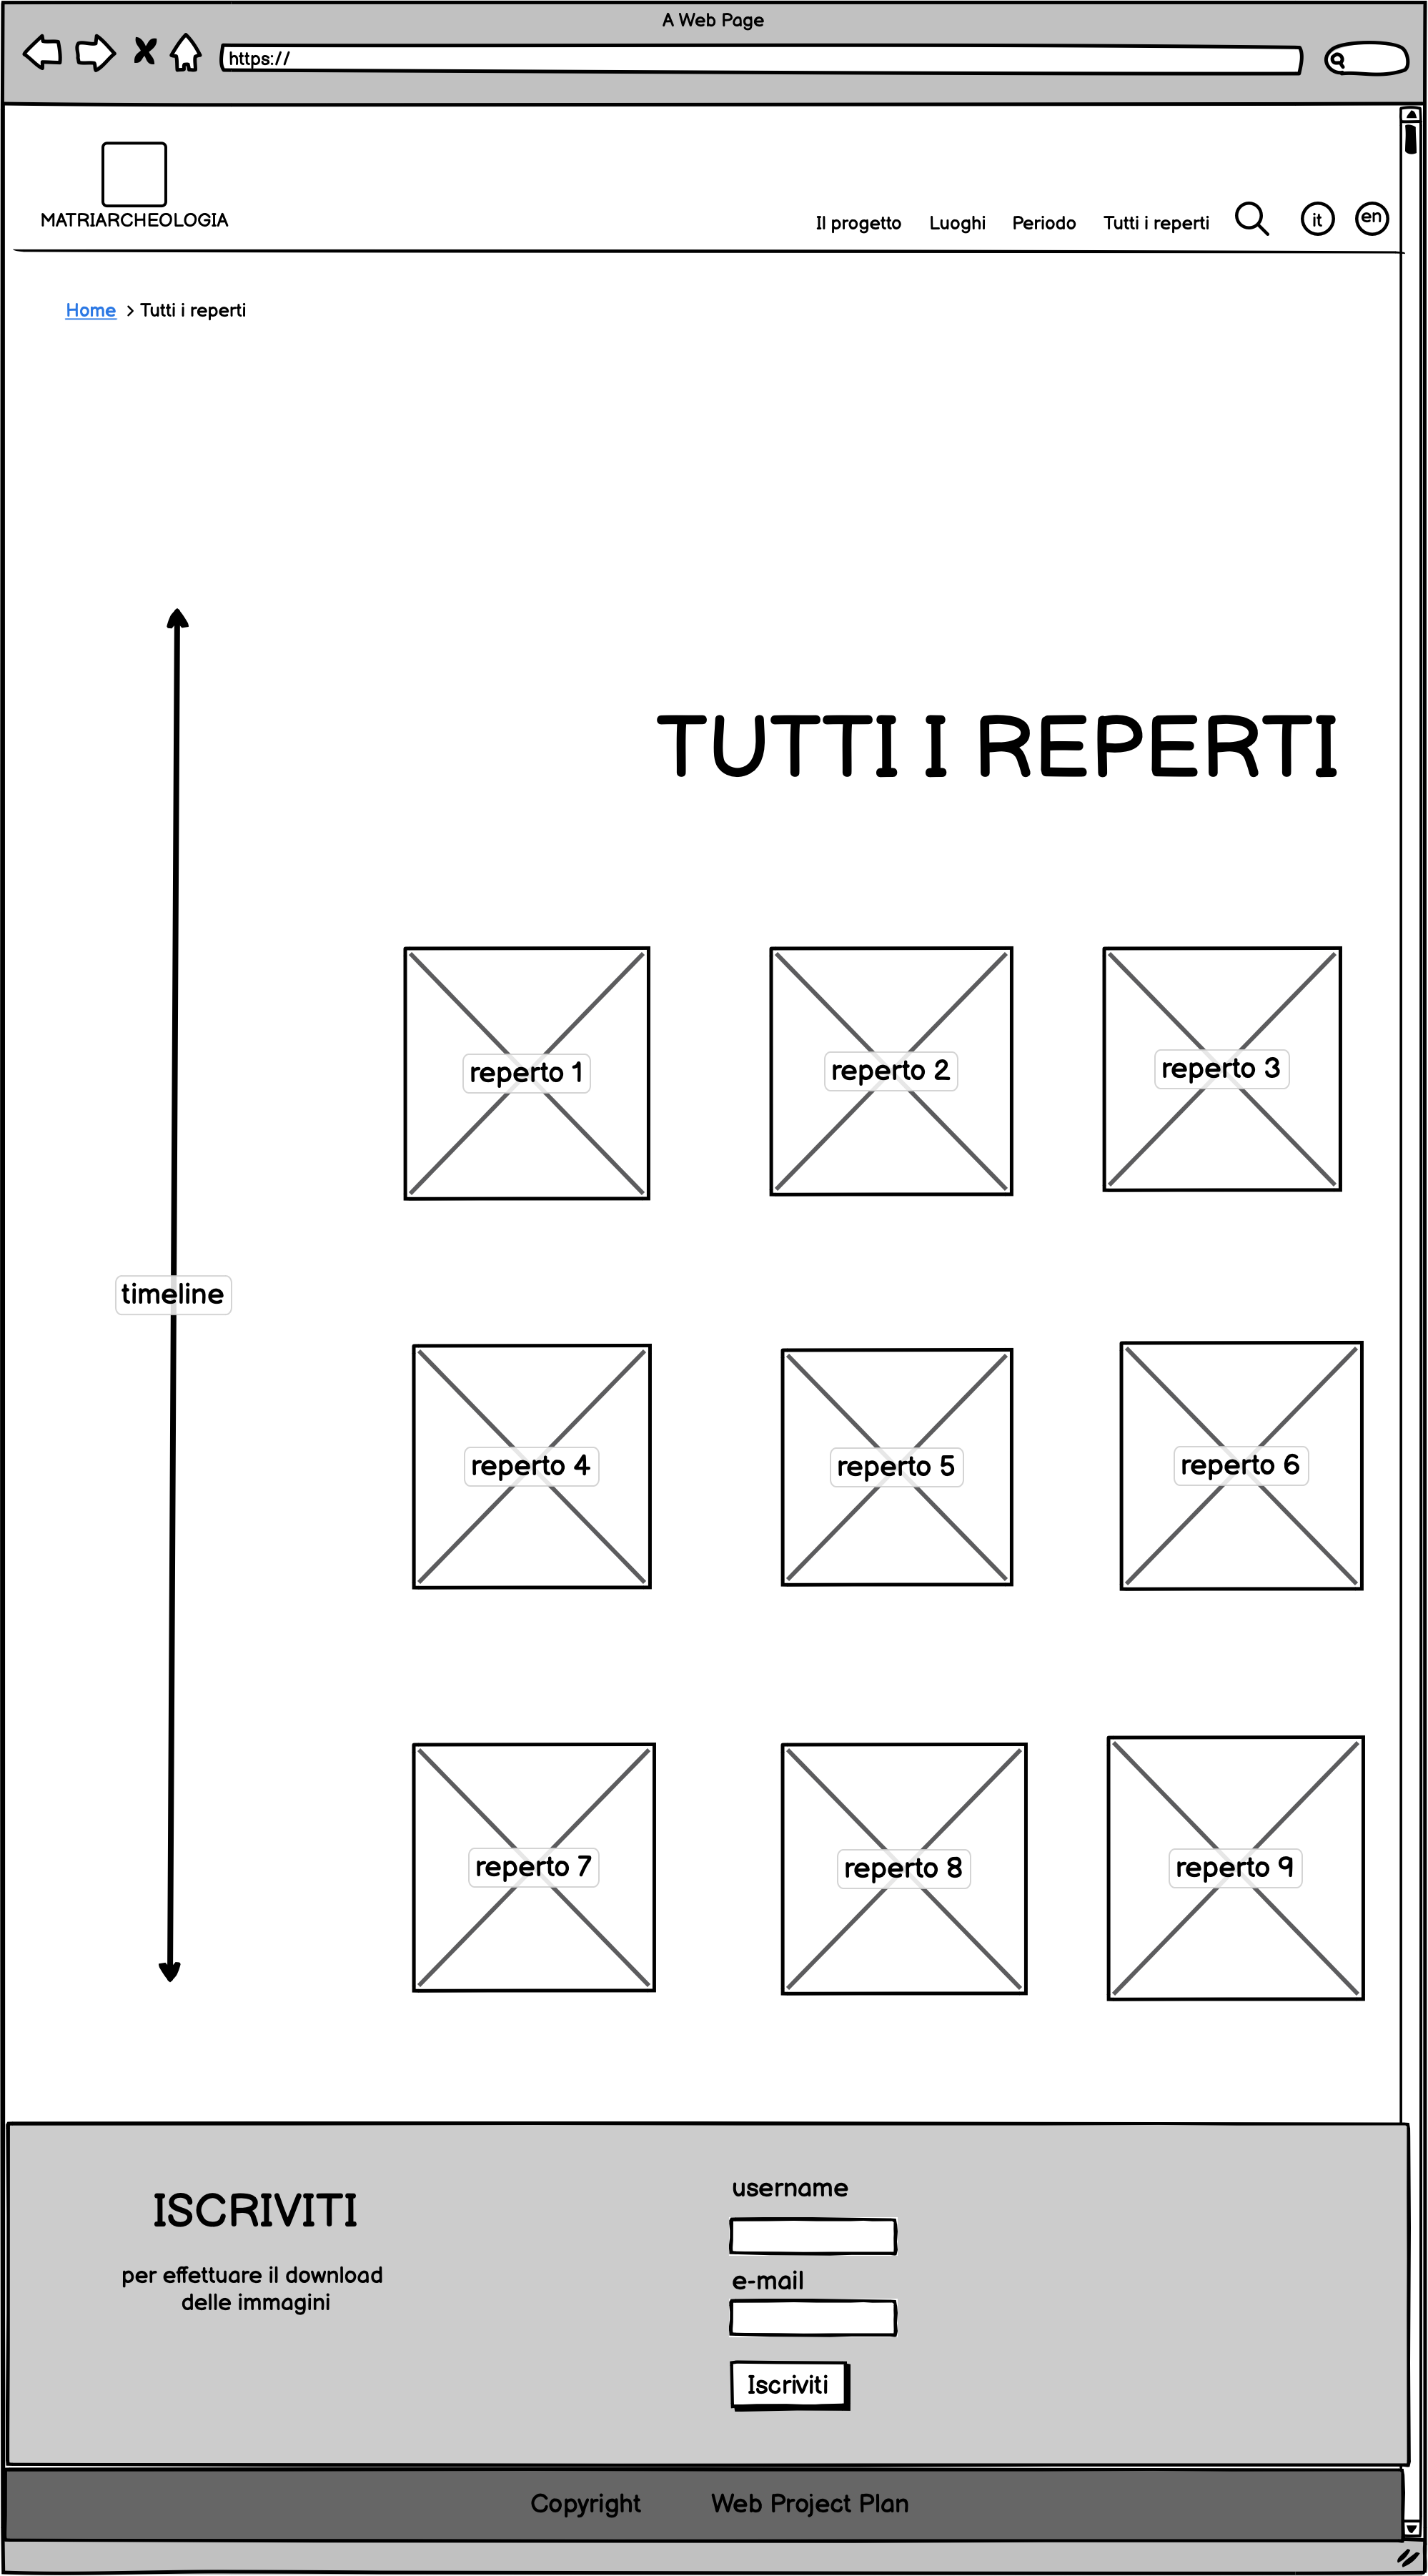 A Web Page
https://
MATRIARCHEOLOGIA
Il progetto Luoghi Periodo Tutti i reperti it en
Home > Tutti i reperti
TUTTI I REPERTI
reperto 1 reperto 2 reperto 3
timeline
reperto 4 reperto 5 reperto 6
reperto 7 reperto 8 reperto 9
ISCRIVITI
per effettuare il download
delle immagini
username
e-mail
Iscriviti
Copyright Web Project Plan